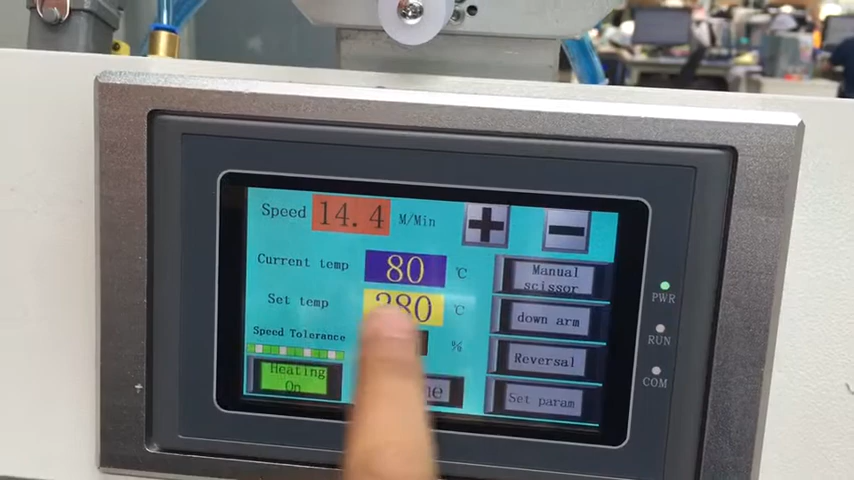 Speed 14.4 M/Min + −
Current temp 80 ℃
Manual scissor
Set temp 280 ℃
down arm
Speed Tolerance %
Reversal
Heating On
Set param
PWR
RUN
COM